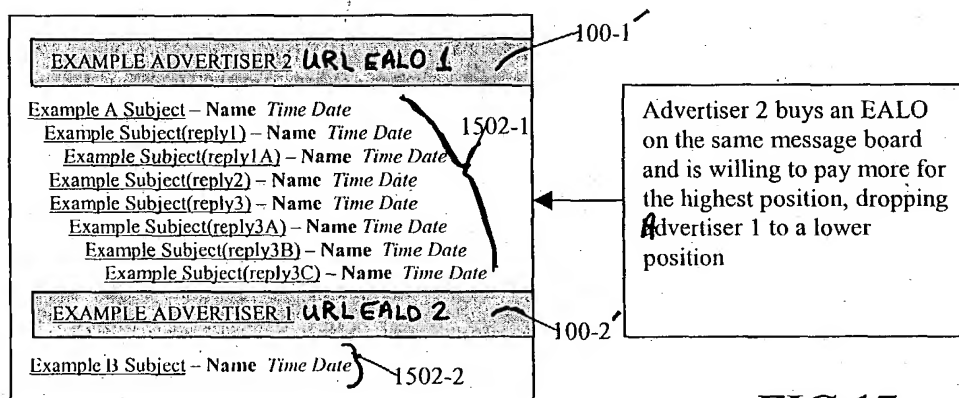 100-1'
EXAMPLE ADVERTISER 2 URL EALO 1
Example A Subject – Name Time Date
Example Subject(reply1) – Name Time Date
1502-1
Example Subject(reply1A) – Name Time Date
Example Subject(reply2) – Name Time Date
Example Subject(reply3) – Name Time Date
Example Subject(reply3A) – Name Time Date
Example Subject(reply3B) – Name Time Date
Example Subject(reply3C) – Name Time Date
EXAMPLE ADVERTISER 1 URL EALO 2
100-2'
Example B Subject – Name Time Date
1502-2
Advertiser 2 buys an EALO
on the same message board
and is willing to pay more for
the highest position, dropping
Advertiser 1 to a lower
position